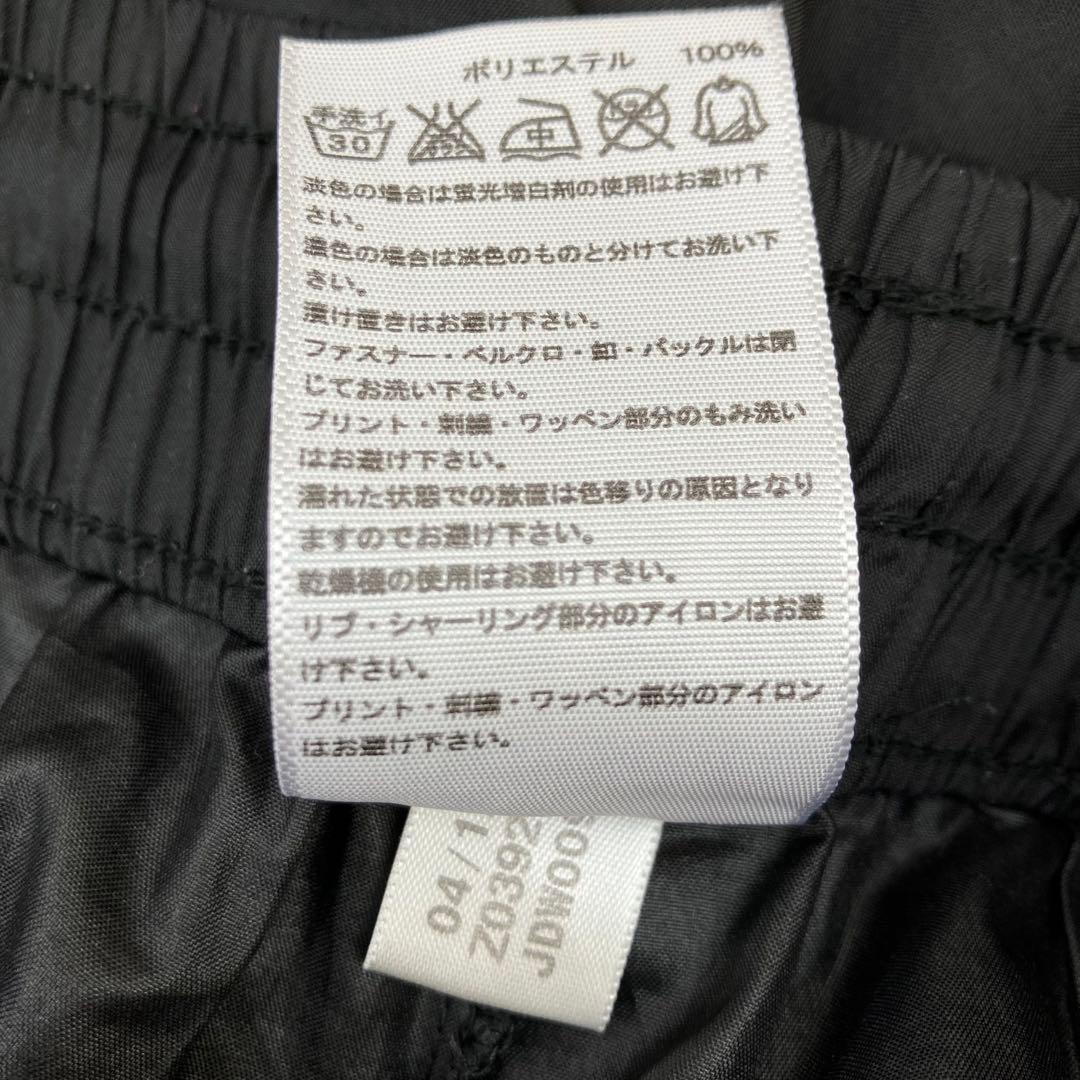 ポリエステル 100%
手洗イ
30
中
淡色の場合は蛍光増白剤の使用はお避け下
さい。
濃色の場合は淡色のものと分けてお洗い下
さい。
漬け置きはお避け下さい。
ファスナー・ベルクロ・釦・バックルは閉
じてお洗い下さい。
プリント・刺繍・ワッペン部分のもみ洗い
はお避け下さい。
濡れた状態での放置は色移りの原因となり
ますのでお避け下さい。
乾燥機の使用はお避け下さい。
リブ・シャーリング部分のアイロンはお避
け下さい。
プリント・刺繍・ワッペン部分のアイロン
はお避け下さい。
04/1
Z0392
JDW00